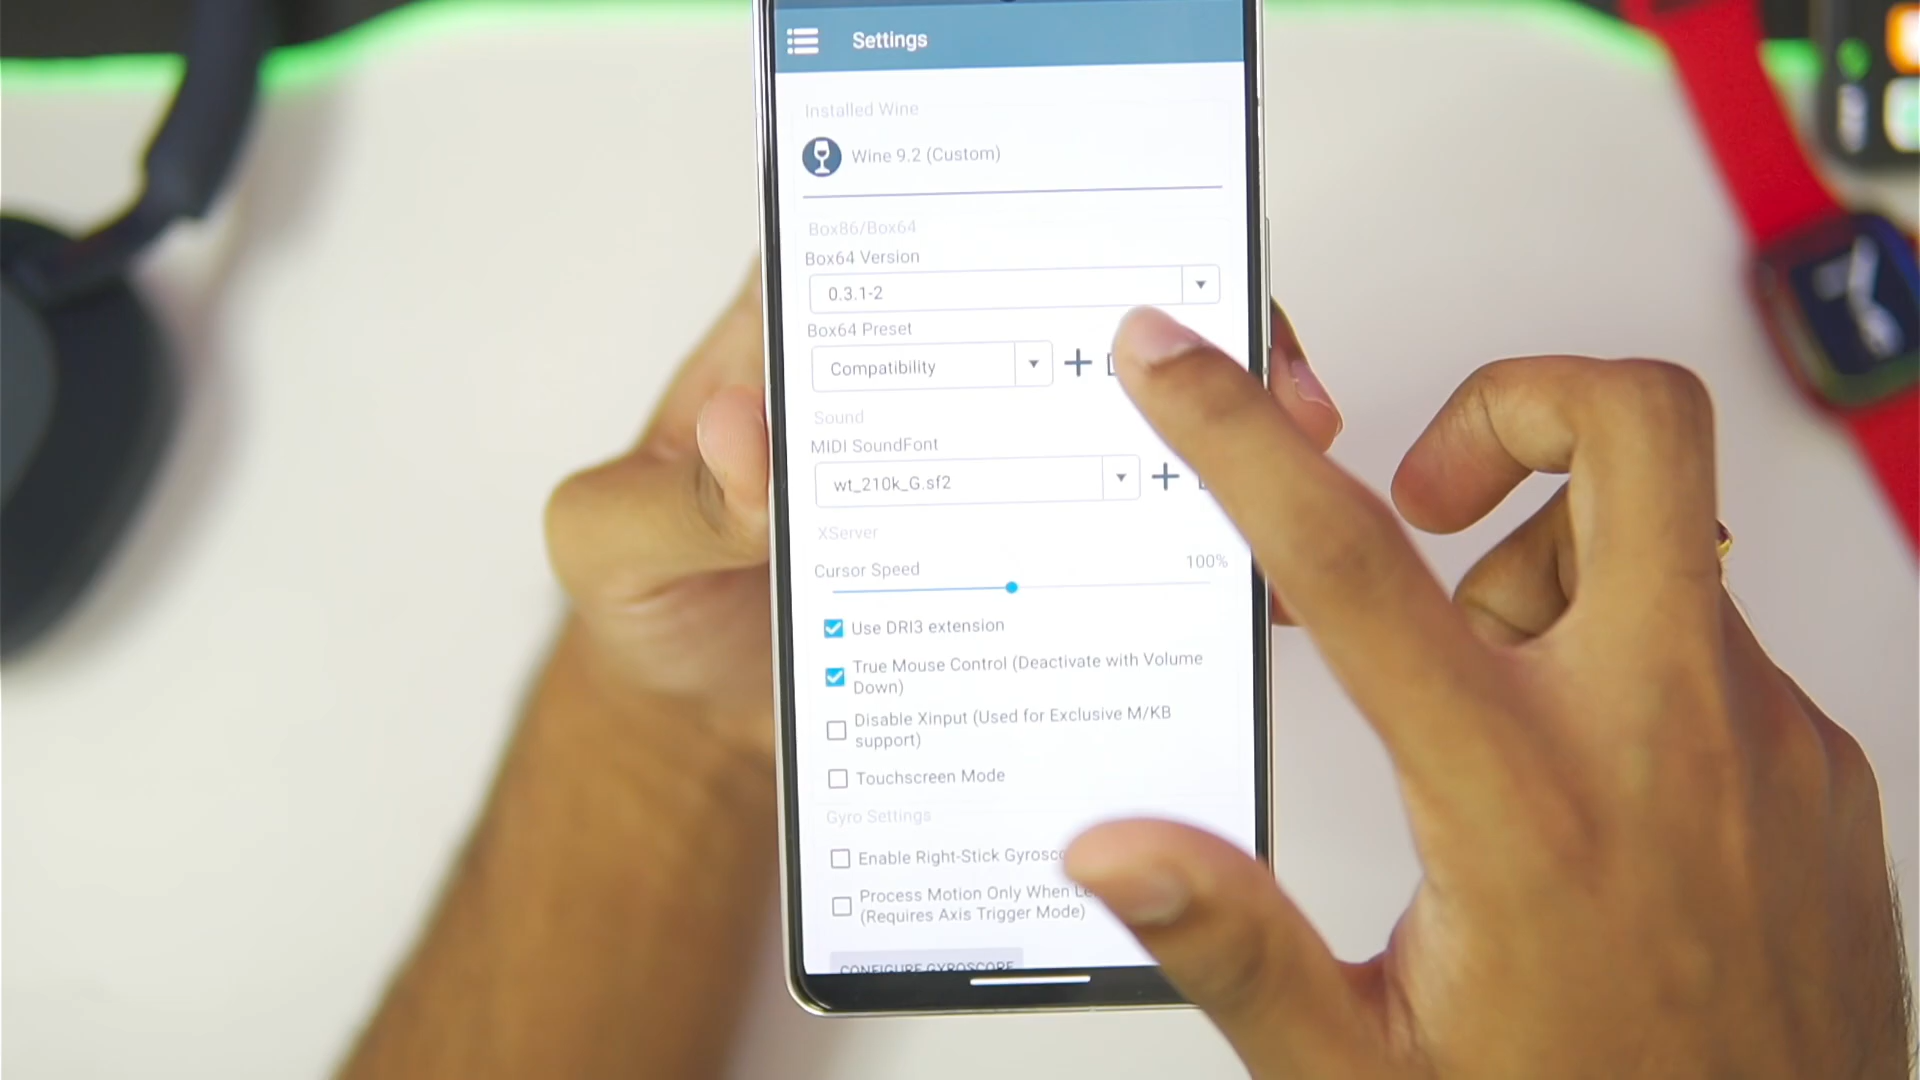 Settings
Installed Wine
Wine 9.2 (Custom)
Box86/Box64
Box64 Version
0.3.1-2
Box64 Preset
Compatibility
Sound
MIDI SoundFont
wt_210k_G.sf2
XServer
Cursor Speed
100%
Use DRI3 extension
True Mouse Control (Deactivate with Volume
Down)
Disable Xinput (Used for Exclusive M/KB
support)
Touchscreen Mode
Gyro Settings
Enable Right-Stick
Process Motion Only When
(Requires Axis Trigger Mode)
CONFIGURE GYROSCOPE